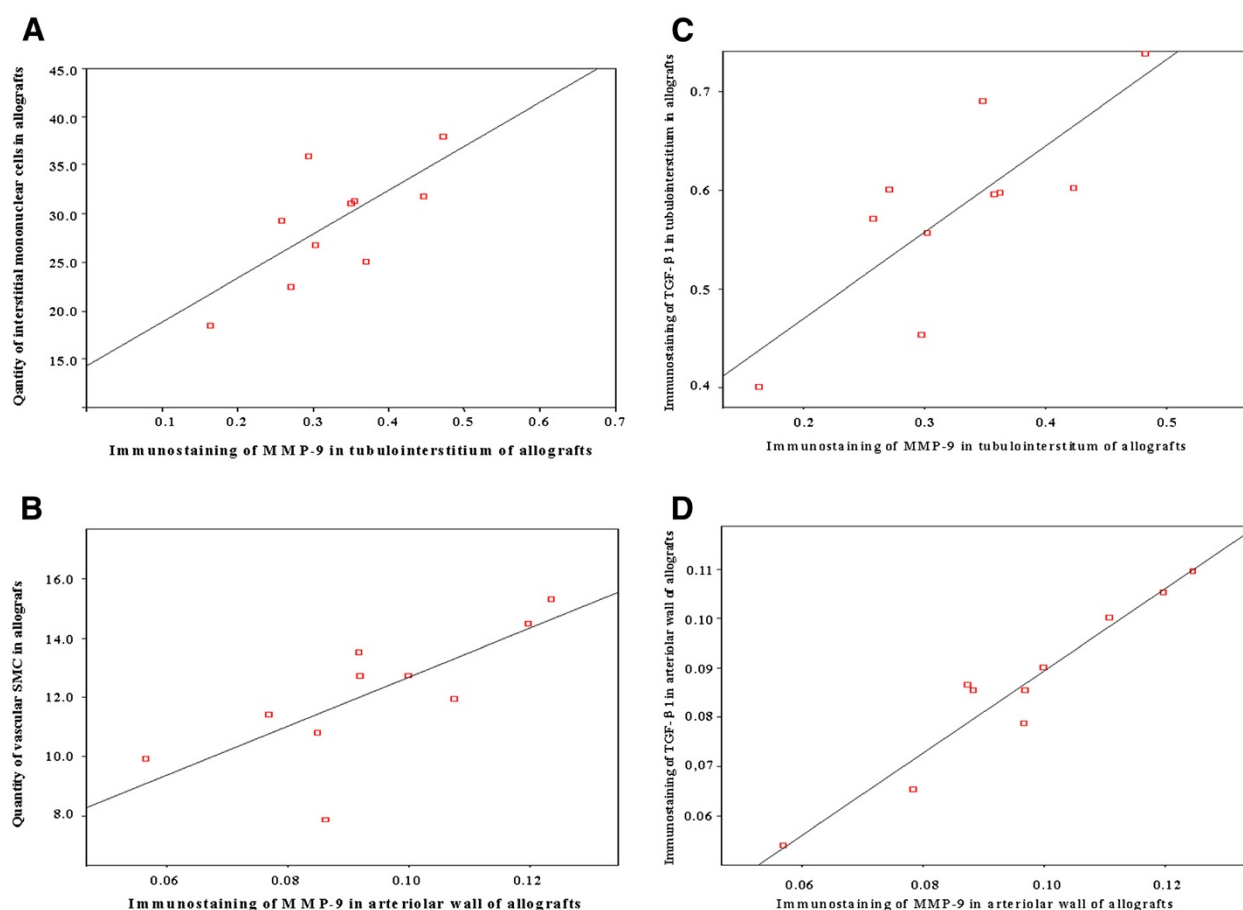 A
Qantity of interstitial mononuclear cells in allografts
45.0
40.0
35.0
30.0
25.0
20.0
15.0
0.1 0.2 0.3 0.4 0.5 0.6 0.7
Immunostaining of MMP-9 in tubulointerstitium of allografts
C
Immunostaining of TGF-β1 in tubulointerstitium in allografts
0.7
0.6
0.5
0.4
0.2 0.3 0.4 0.5
Immunostaining of MMP-9 in tubulointerstitum of allografts
B
Quantity of vascular SMC in allografs
16.0
14.0
12.0
10.0
8.0
0.06 0.08 0.10 0.12
Immunostaining of MMP-9 in arteriolar wall of allografts
D
Immunostaining of TGF-β1 in arteriolar wall of allografts
0.11
0.10
0.09
0.08
0,07
0.06
0.06 0.08 0.10 0.12
Immunostaining of MMP-9 in arteriolar wall of allografts